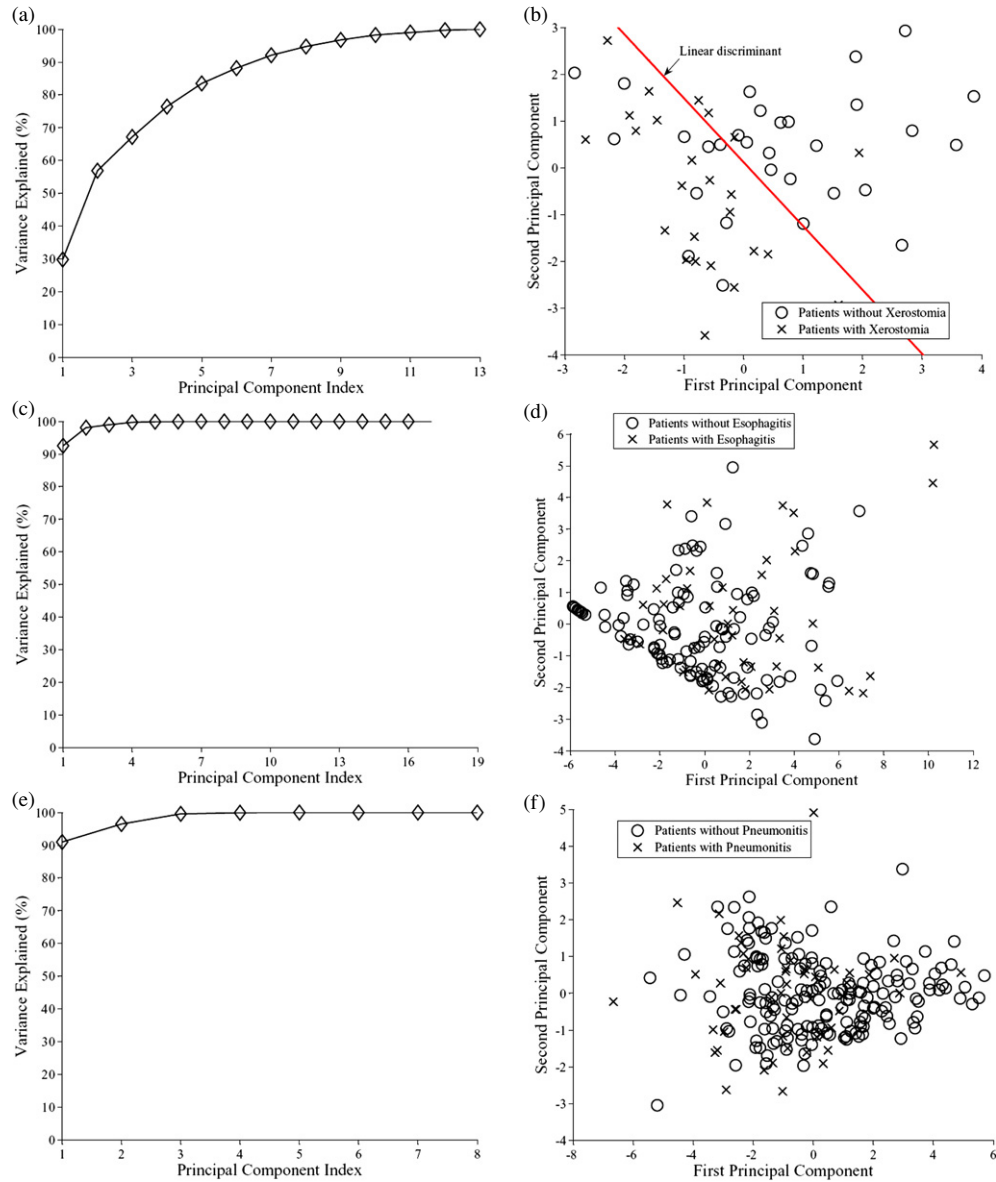 (a)
100
90
80
70
60
50
40
30
20
10
0
Variance Explained (%)
1 3 5 7 9 11 13
Principal Component Index
(b)
3
2
1
0
-1
-2
-3
-4
Second Principal Component
Linear discriminant
Patients without Xerostomia
Patients with Xerostomia
-3 -2 -1 0 1 2 3 4
First Principal Component
(c)
100
90
80
70
60
50
40
30
20
10
0
Variance Explained (%)
1 4 7 10 13 16 19
Principal Component Index
(d)
Patients without Esophagitis
Patients with Esophagitis
6
5
4
3
2
1
0
-1
-2
-3
-4
Second Principal Component
-6 -4 -2 0 2 4 6 8 10 12
First Principal Component
(e)
100
90
80
70
60
50
40
30
20
10
0
Variance Explained (%)
1 2 3 4 5 6 7 8
Principal Component Index
(f)
Patients without Pneumonitis
Patients with Pneumonitis
5
4
3
2
1
0
-1
-2
-3
-4
Second Principal Component
-8 -6 -4 -2 0 2 4 6
First Principal Component